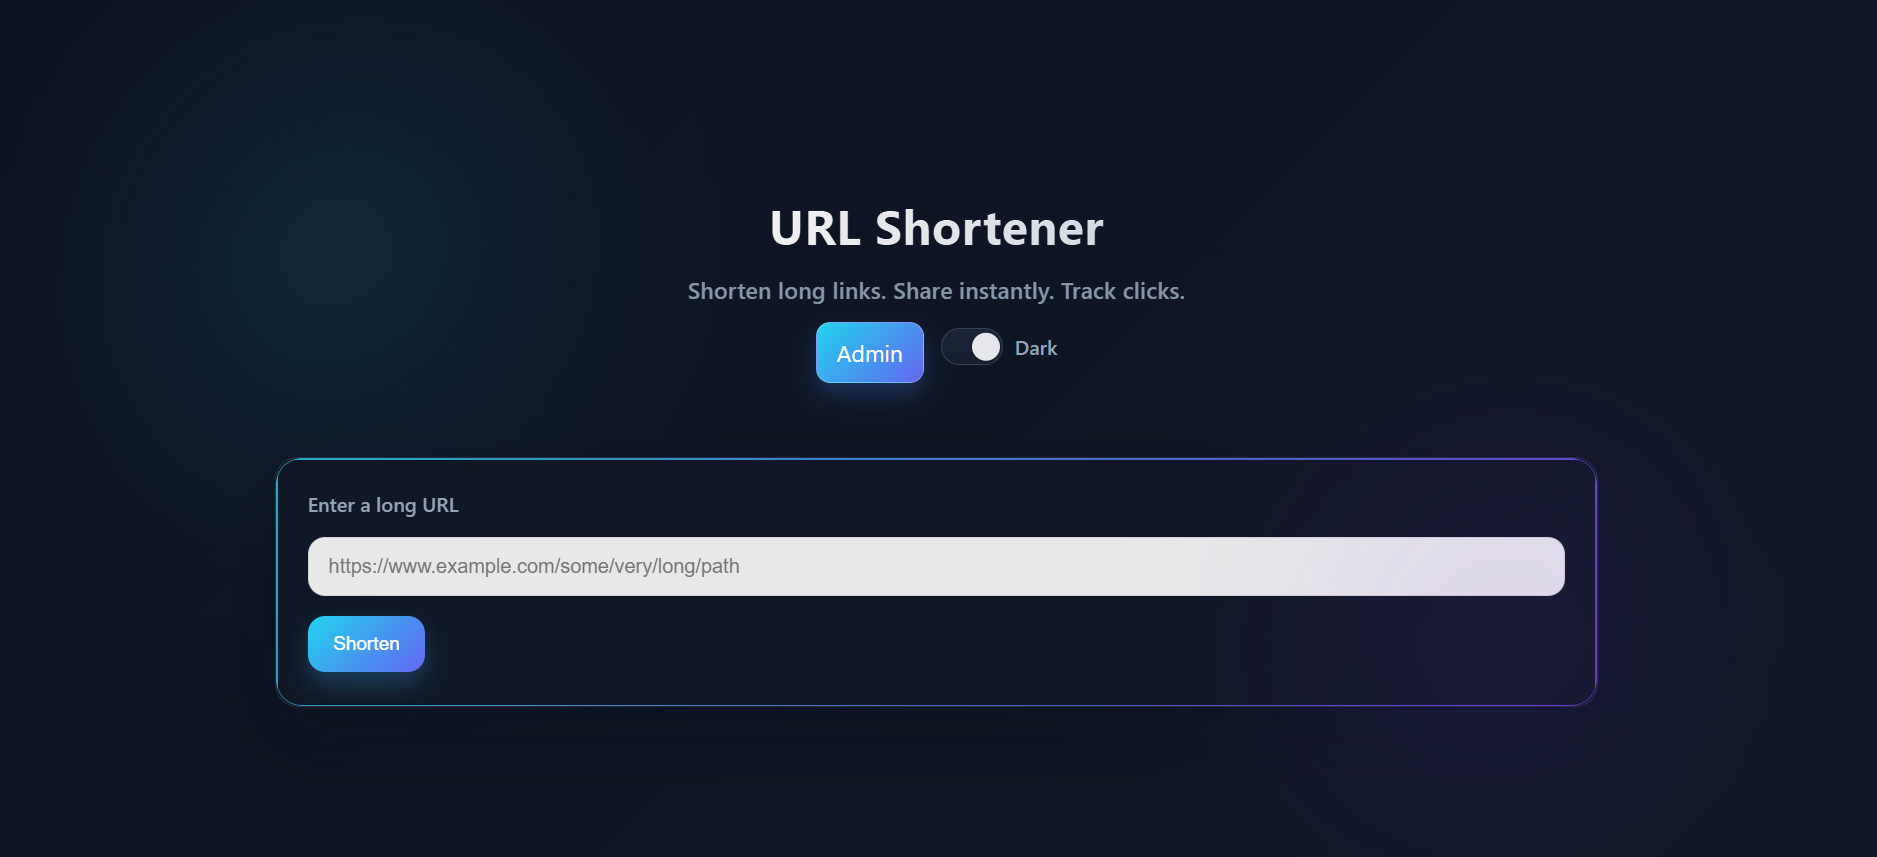 URL Shortener
Shorten long links. Share instantly. Track clicks.
Admin Dark
Enter a long URL
https://www.example.com/some/very/long/path
Shorten